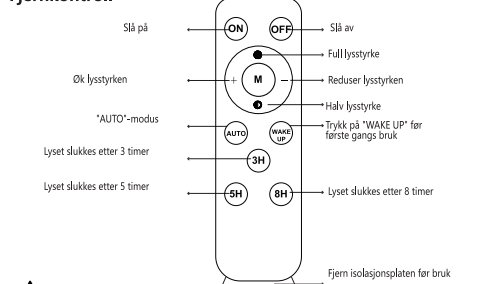 Slå på ON OFF Slå av
Full lysstyrke
Øk lysstyrken + M – Reduser lysstyrken
Halv lysstyrke
"AUTO"-modus AUTO WAKE UP Trykk på "WAKE UP" før
første gangs bruk
Lyset slukkes etter 3 timer 3H
Lyset slukkes etter 5 timer 5H 8H Lyset slukkes etter 8 timer
Fjern isolasjonsplaten før bruk